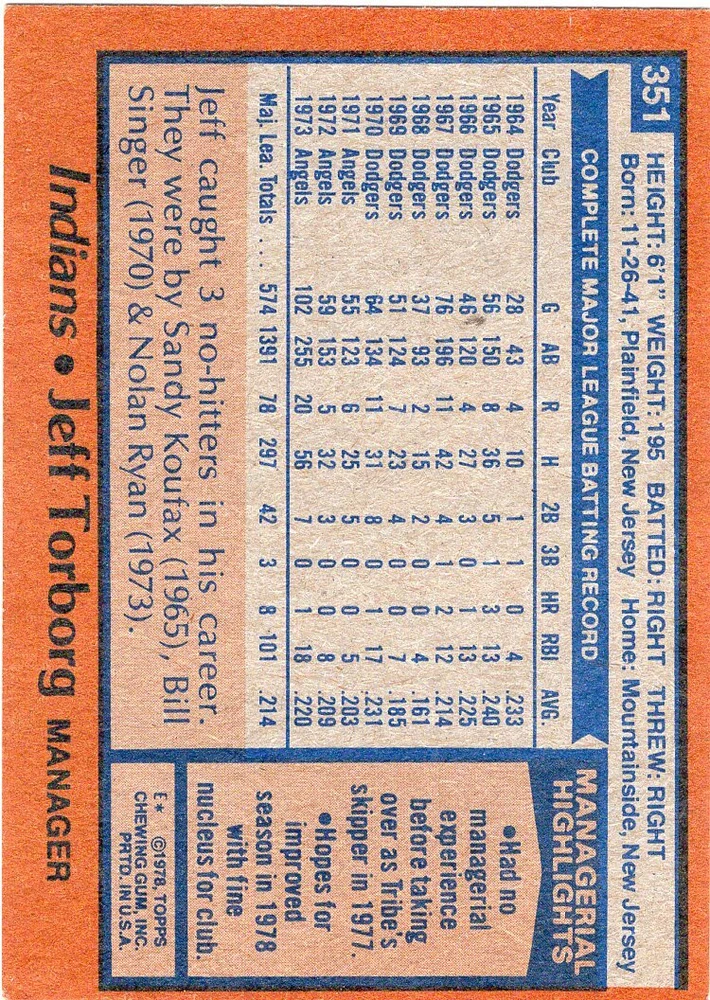 351
HEIGHT: 6'1" WEIGHT: 195 BATTED: RIGHT THREW: RIGHT
Born: 11-26-41, Plainfield, New Jersey Home: Mountainside, New Jersey
COMPLETE MAJOR LEAGUE BATTING RECORD
Year Club G AB R H 2B 3B HR RBI AVG.
1964 Dodgers 28 43 4 10 1 1 0 4 .233
1965 Dodgers 56 150 8 36 5 1 3 13 .240
1966 Dodgers 46 120 4 27 3 0 1 13 .225
1967 Dodgers 76 196 11 42 4 1 2 12 .214
1968 Dodgers 37 93 2 15 2 0 0 4 .161
1969 Dodgers 51 124 7 23 4 0 0 7 .185
1970 Dodgers 64 134 11 31 8 0 1 17 .231
1971 Angels 55 123 6 25 5 0 0 5 .203
1972 Angels 59 153 5 32 3 0 0 8 .209
1973 Angels 102 255 20 56 7 0 1 18 .220
Maj. Lea. Totals . . . . 574 1391 78 297 42 3 8 101 .214
Jeff caught 3 no-hitters in his career.
They were by Sandy Koufax (1965), Bill
Singer (1970) & Nolan Ryan (1973).
MANAGERIAL
HIGHLIGHTS
•Had no
managerial
experience
before taking
over as Tribe's
skipper in 1977.
•Hopes for
improved
season in 1978
with fine
nucleus for club.
E* ©1978, TOPPS
CHEWING GUM, INC.
PRTD. IN U.S.A.
Indians • Jeff Torborg MANAGER